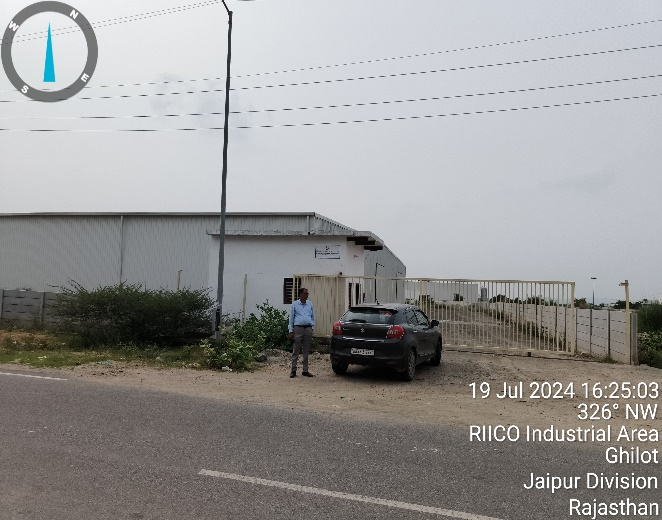 W
N
S
E
19 Jul 2024 16:25:03
326° NW
RIICO Industrial Area
Ghilot
Jaipur Division
Rajasthan